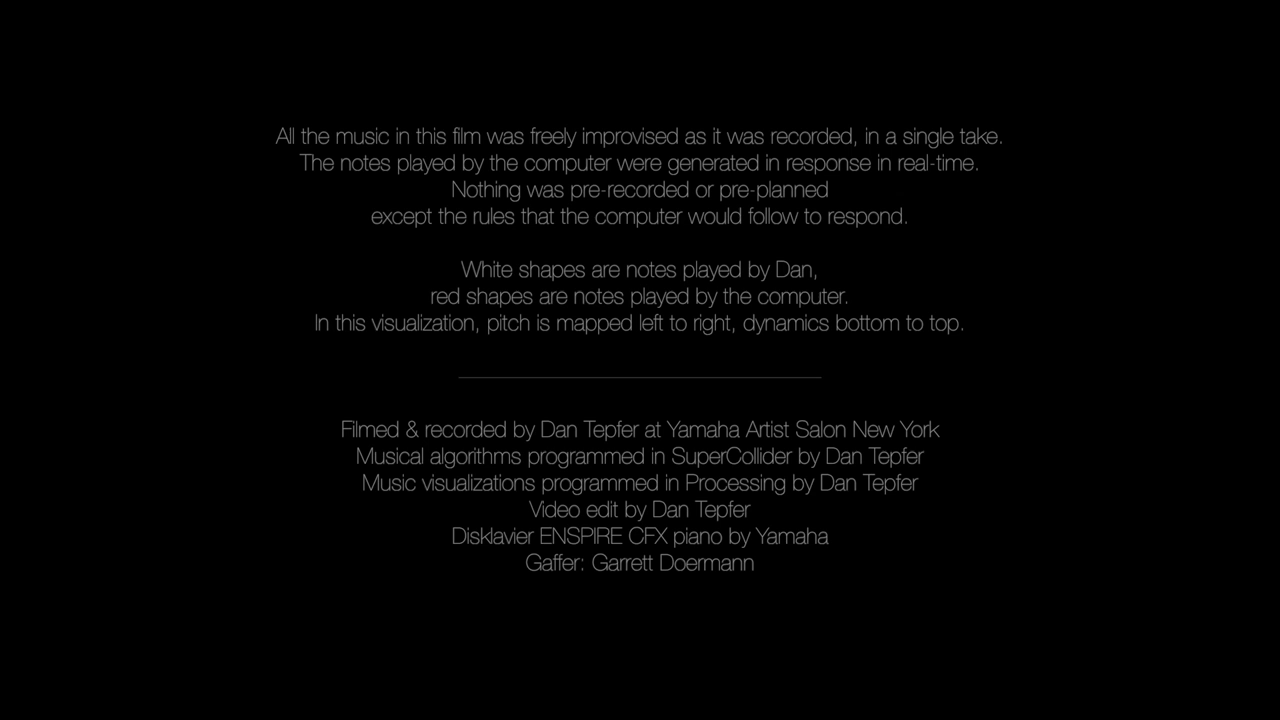 All the music in this film was freely improvised as it was recorded, in a single take.
The notes played by the computer were generated in response in real-time.
Nothing was pre-recorded or pre-planned
except the rules that the computer would follow to respond.
White shapes are notes played by Dan,
red shapes are notes played by the computer.
In this visualization, pitch is mapped left to right, dynamics bottom to top.
Filmed & recorded by Dan Tepfer at Yamaha Artist Salon New York
Musical algorithms programmed in SuperCollider by Dan Tepfer
Music visualizations programmed in Processing by Dan Tepfer
Video edit by Dan Tepfer
Disklavier ENSPIRE CFX piano by Yamaha
Gaffer: Garrett Doermann